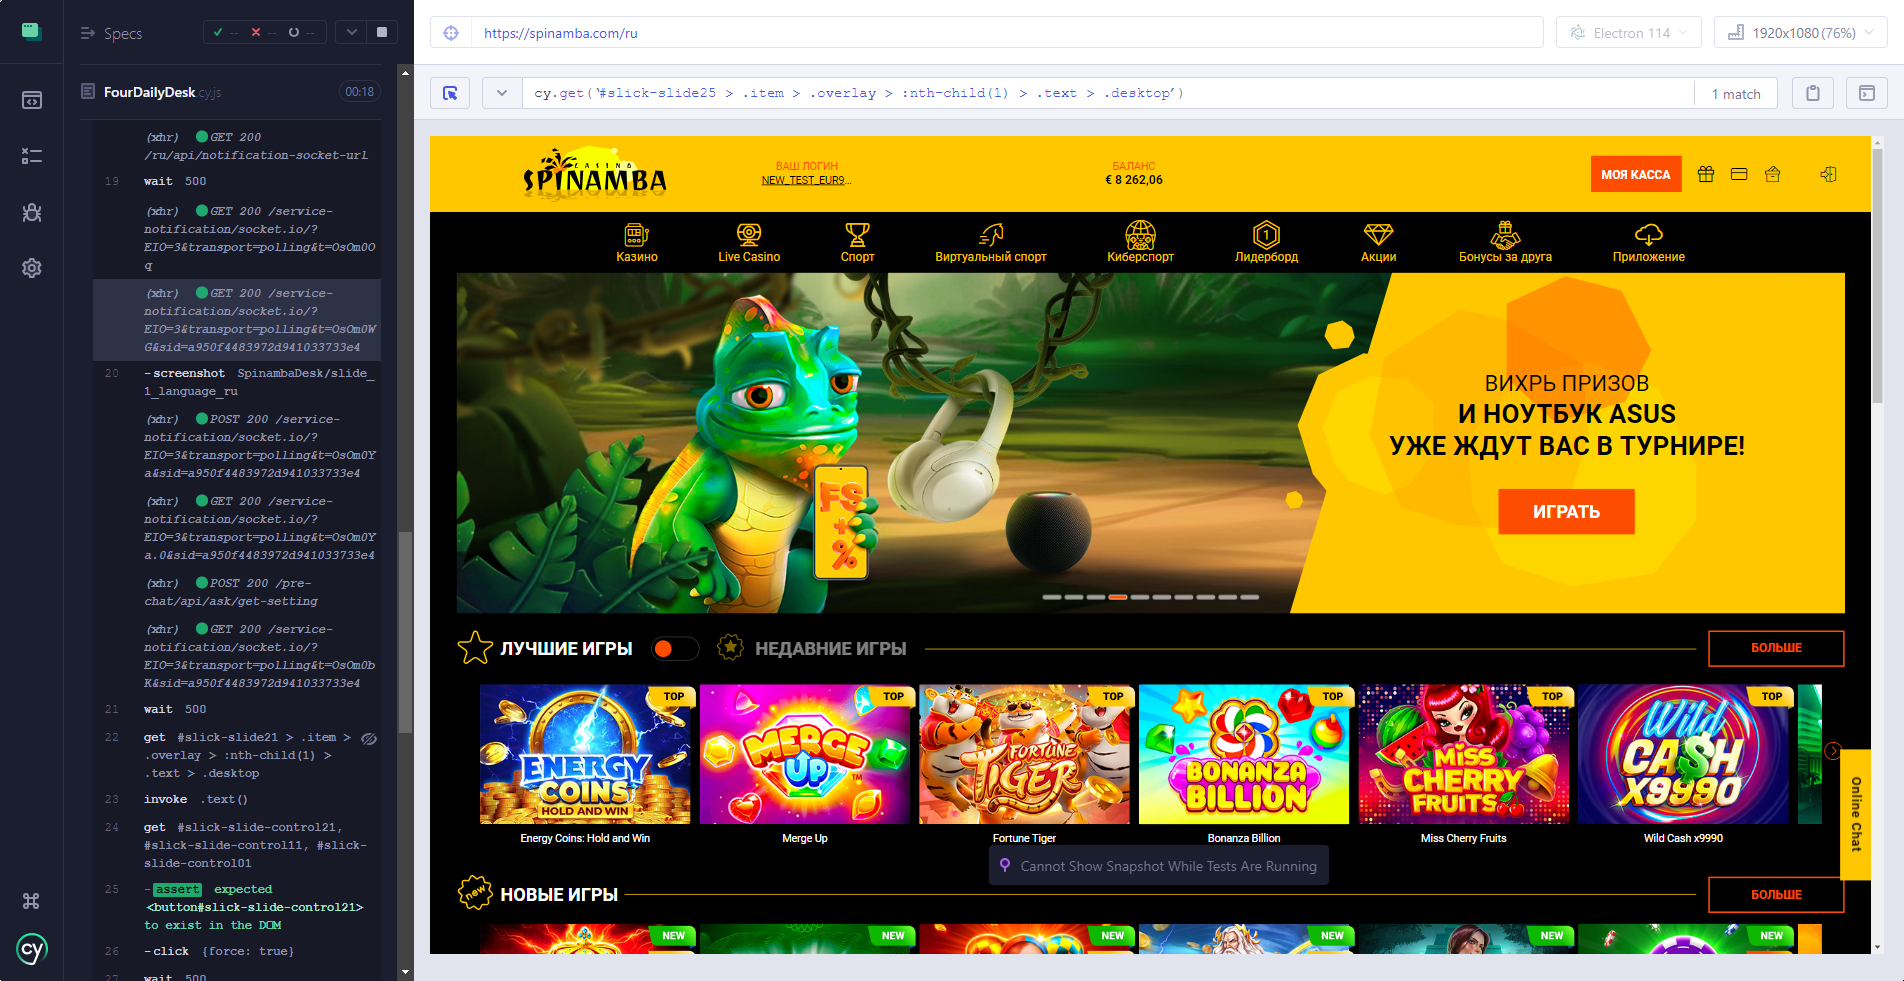 Specs
--
--
--
FourDailyDesk.cy.js
00:18
(xhr) GET 200
/ru/api/notification-socket-url
19 wait 500
(xhr) GET 200 /service-
notification/socket.io/?
EIO=3&transport=polling&t=OsOm0O
q
(xhr) GET 200 /service-
notification/socket.io/?
EIO=3&transport=polling&t=OsOm0W
G&sid=a950f4483972d941033733e4
20 -screenshot SpinambaDesk/slide_
1_language_ru
(xhr) POST 200 /service-
notification/socket.io/?
EIO=3&transport=polling&t=OsOm0Y
a&sid=a950f4483972d941033733e4
(xhr) GET 200 /service-
notification/socket.io/?
EIO=3&transport=polling&t=OsOm0Y
a.0&sid=a950f4483972d941033733e4
(xhr) POST 200 /pre-
chat/api/ask/get-setting
(xhr) GET 200 /service-
notification/socket.io/?
EIO=3&transport=polling&t=OsOm0b
K&sid=a950f4483972d941033733e4
21 wait 500
22 get #slick-slide21 > .item >
.overlay > :nth-child(1) >
.text > .desktop
23 invoke .text()
24 get #slick-slide-control21,
#slick-slide-control11, #slick-
slide-control01
25 -assert expected
<button#slick-slide-control21>
to exist in the DOM
26 -click {force: true}
27 wait 500
cy
https://spinamba.com/ru
Electron 114
1920x1080 (76%)
cy.get('#slick-slide25 > .item > .overlay > :nth-child(1) > .text > .desktop')
1 match
CASINO
SPINAMBA
ВАШ ЛОГИН
NEW_TEST_EUR9...
БАЛАНС
€ 8 262,06
МОЯ КАССА
Казино
Live Casino
Спорт
Виртуальный спорт
Киберспорт
1
Лидерборд
Акции
Бонусы за друга
Приложение
FS
+
%
ВИХРЬ ПРИЗОВ
И НОУТБУК ASUS
УЖЕ ЖДУТ ВАС В ТУРНИРЕ!
ИГРАТЬ
ЛУЧШИЕ ИГРЫ
НЕДАВНИЕ ИГРЫ
БОЛЬШЕ
TOP
ENERGY
COINS
HOLD AND WIN
TOP
MERGE
UP
TM
TOP
FORTUNE
TIGER
TOP
BONANZA
BILLION
TOP
MISS
CHERRY
FRUITS
TOP
Wild
CA$H
X9990
Energy Coins: Hold and Win
Merge Up
Fortune Tiger
Bonanza Billion
Miss Cherry Fruits
Wild Cash x9990
Online Chat
Cannot Show Snapshot While Tests Are Running
new
НОВЫЕ ИГРЫ
БОЛЬШЕ
NEW
NEW
NEW
NEW
NEW
NEW